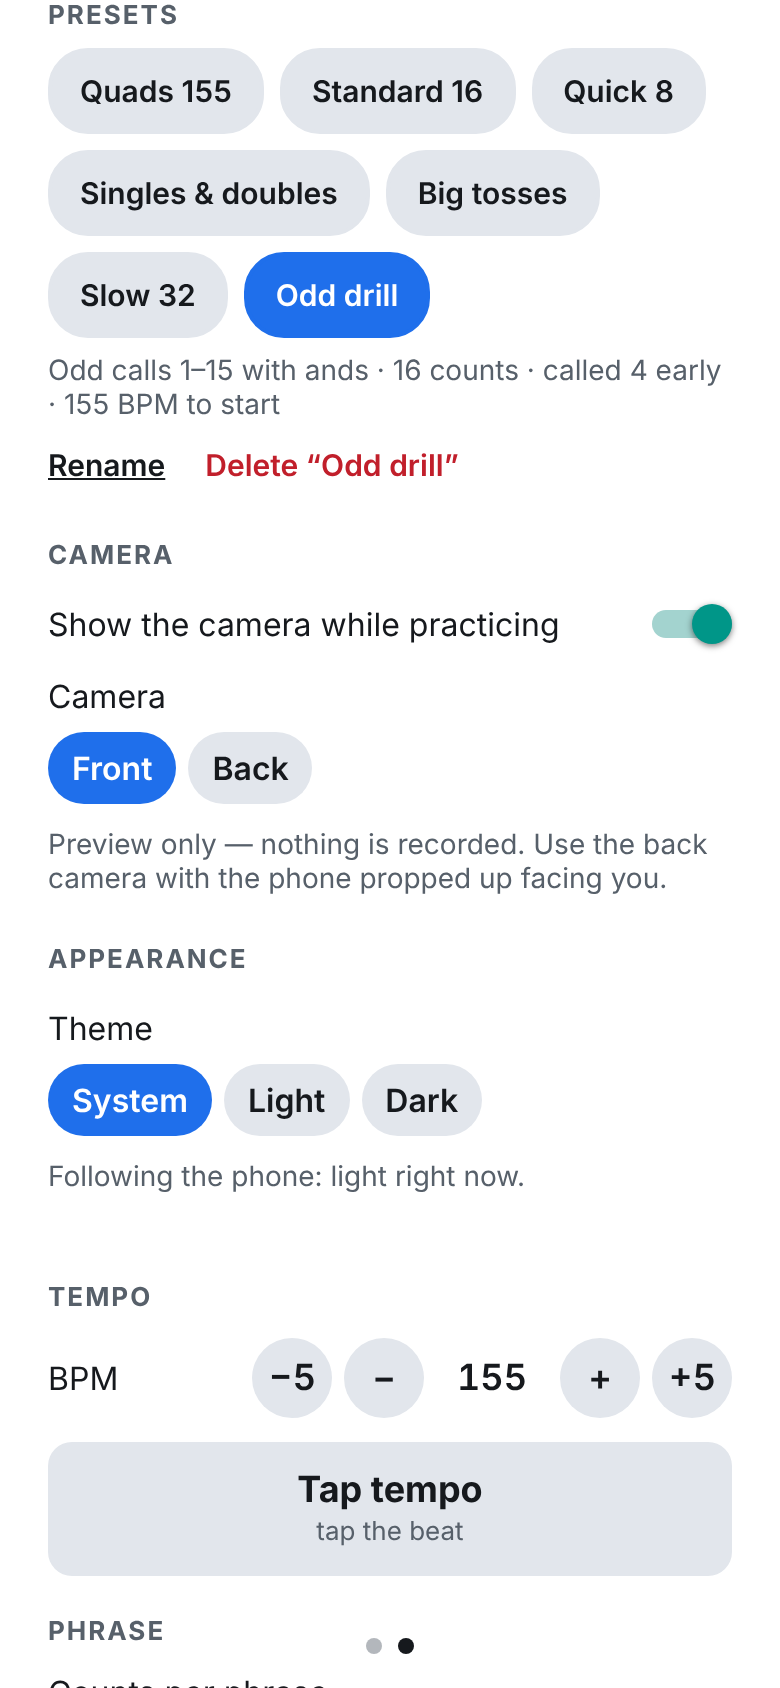 PRESETS
Quads 155 Standard 16 Quick 8
Singles & doubles Big tosses
Slow 32 Odd drill
Odd calls 1–15 with ands · 16 counts · called 4 early
· 155 BPM to start
Rename Delete “Odd drill”
CAMERA
Show the camera while practicing
Camera
Front Back
Preview only — nothing is recorded. Use the back
camera with the phone propped up facing you.
APPEARANCE
Theme
System Light Dark
Following the phone: light right now.
TEMPO
BPM −5 − 155 + +5
Tap tempo
tap the beat
PHRASE
Counts per phrase